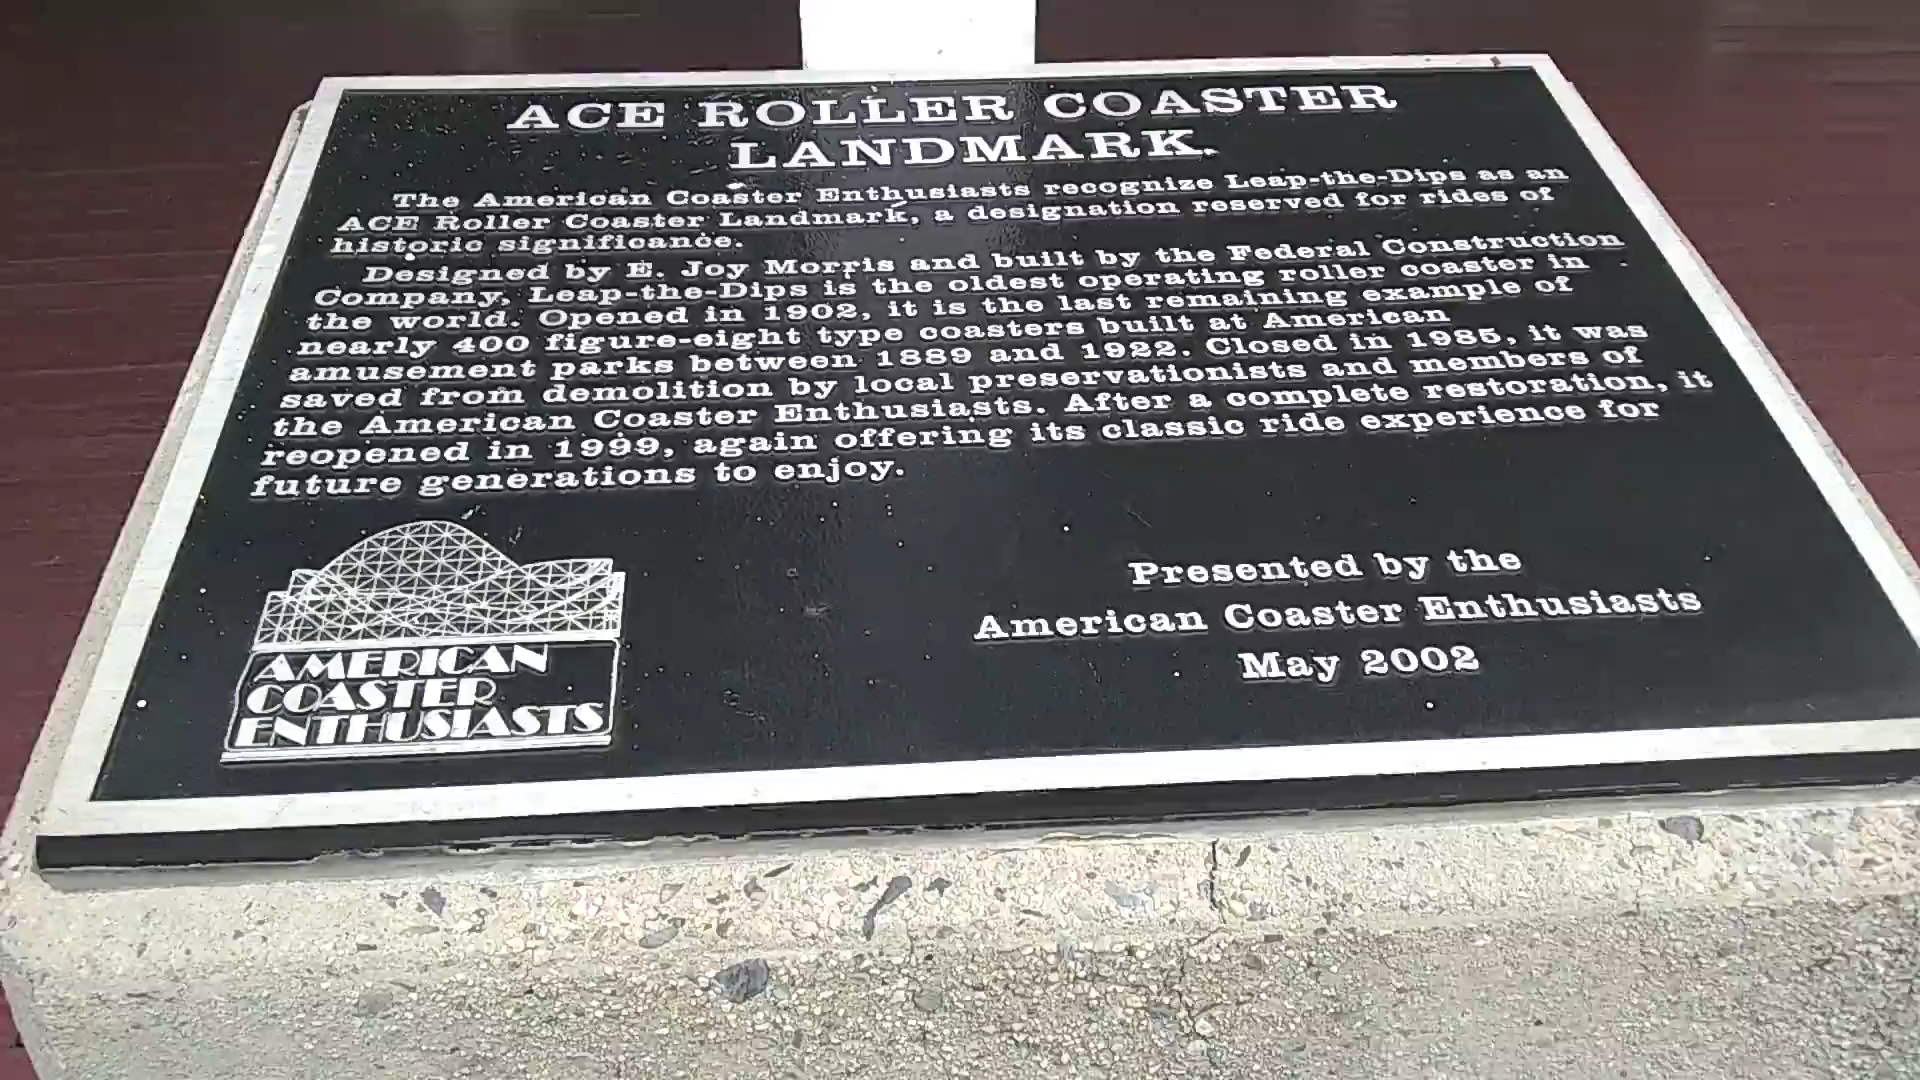 ACE ROLLER COASTER
LANDMARK.
The American Coaster Enthusiasts recognize Leap-the-Dips as an
ACE Roller Coaster Landmark, a designation reserved for rides of
historic significance.
Designed by E. Joy Morris and built by the Federal Construction
Company, Leap-the-Dips is the oldest operating roller coaster in
the world. Opened in 1902, it is the last remaining example of
nearly 400 figure-eight type coasters built at American
amusement parks between 1889 and 1922. Closed in 1985, it was
saved from demolition by local preservationists and members of
the American Coaster Enthusiasts. After a complete restoration, it
reopened in 1999, again offering its classic ride experience for
future generations to enjoy.
Presented by the
American Coaster Enthusiasts
May 2002
AMERICAN
COASTER
ENTHUSIASTS